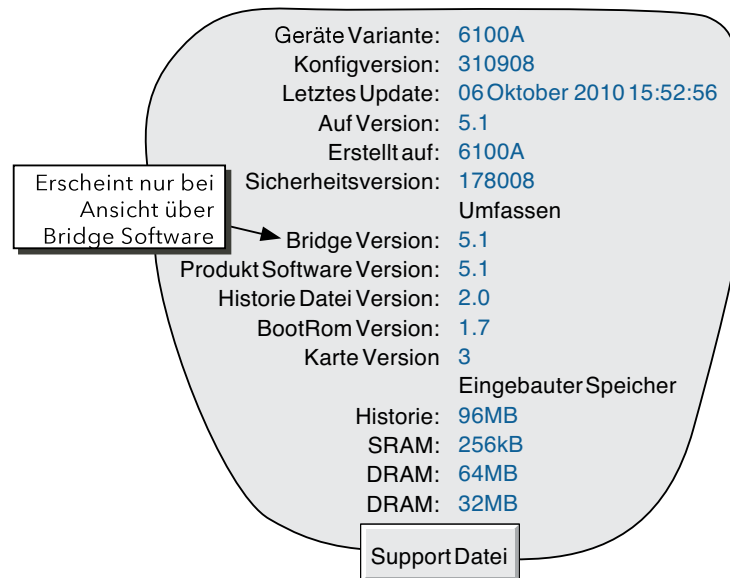 Geräte Variante: 6100A
Konfigversion: 310908
Letztes Update: 06 Oktober 2010 15:52:56
Auf Version: 5.1
Erstellt auf: 6100A
Sicherheitsversion: 178008
Umfassen
Erscheint nur bei
Ansicht über
Bridge Software
Bridge Version: 5.1
Produkt Software Version: 5.1
Historie Datei Version: 2.0
BootRom Version: 1.7
Karte Version 3
Eingebauter Speicher
Historie: 96MB
SRAM: 256kB
DRAM: 64MB
DRAM: 32MB
Support Datei